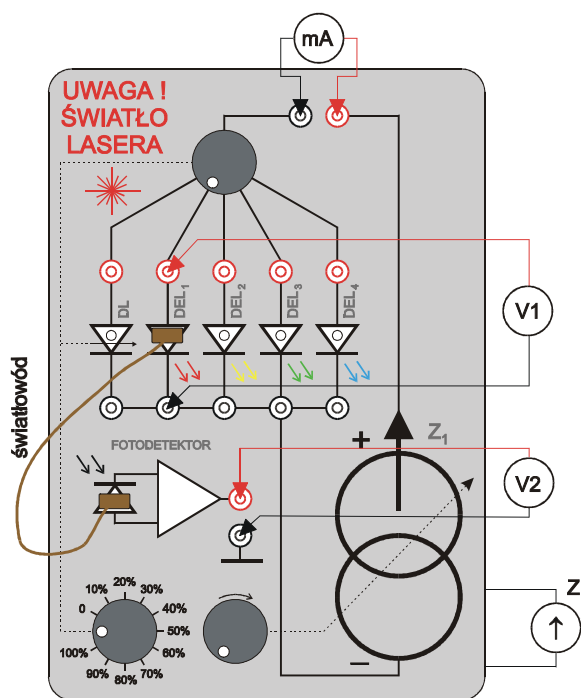 mA
UWAGA !
ŚWIATŁO
LASERA
DL
DEL1
DEL2
DEL3
DEL4
V1
światłowód
FOTODETEKTOR
+
Z1
V2
0
10%
20%
30%
40%
50%
60%
70%
80%
90%
100%
Z
−